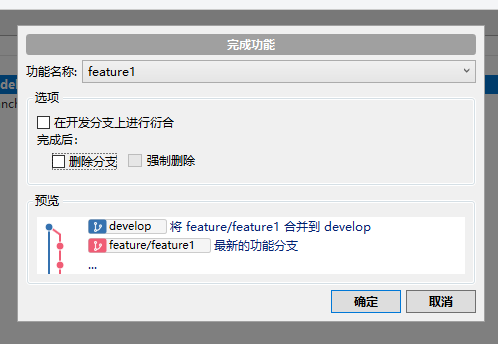 完成功能
功能名称: feature1
del
选项
nch
在开发分支上进行衍合
完成后:
删除分支 强制删除
预览
develop 将 feature/feature1 合并到 develop
feature/feature1 最新的功能分支
...
确定 取消